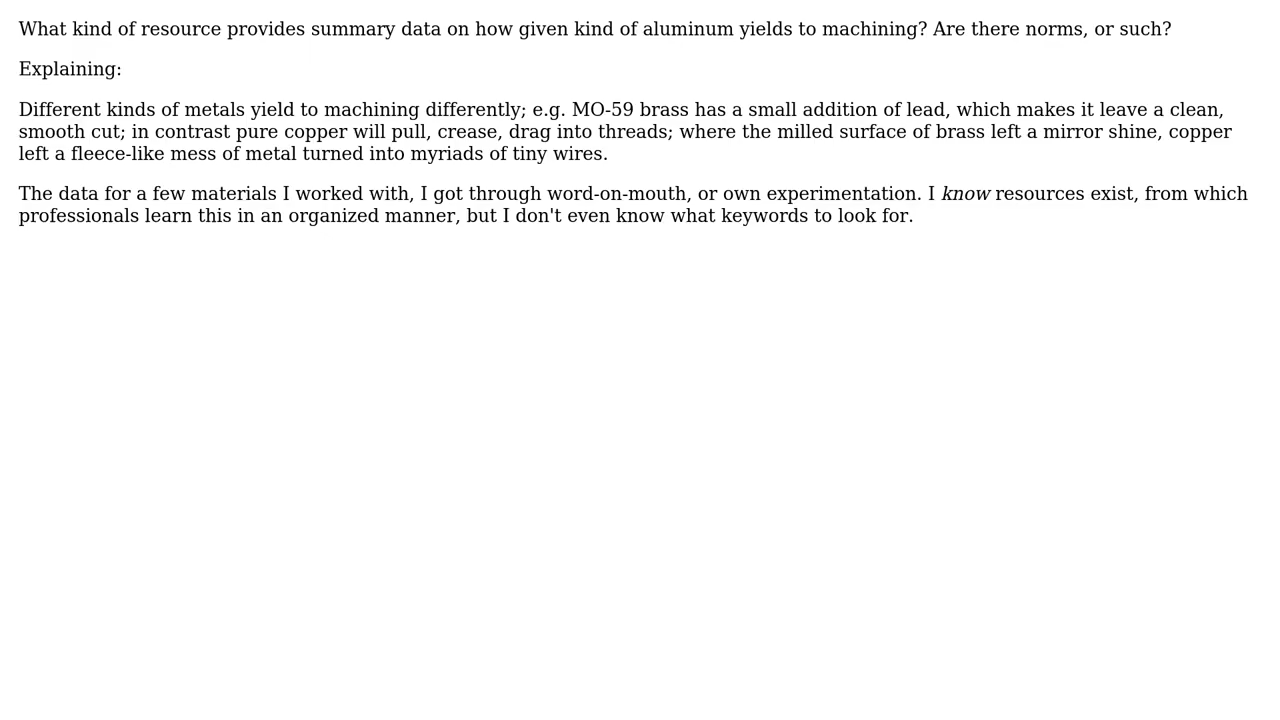 What kind of resource provides summary data on how given kind of aluminum yields to machining? Are there norms, or such?
Explaining:
Different kinds of metals yield to machining differently; e.g. MO-59 brass has a small addition of lead, which makes it leave a clean,
smooth cut; in contrast pure copper will pull, crease, drag into threads; where the milled surface of brass left a mirror shine, copper
left a fleece-like mess of metal turned into myriads of tiny wires.
The data for a few materials I worked with, I got through word-on-mouth, or own experimentation. I know resources exist, from which
professionals learn this in an organized manner, but I don't even know what keywords to look for.